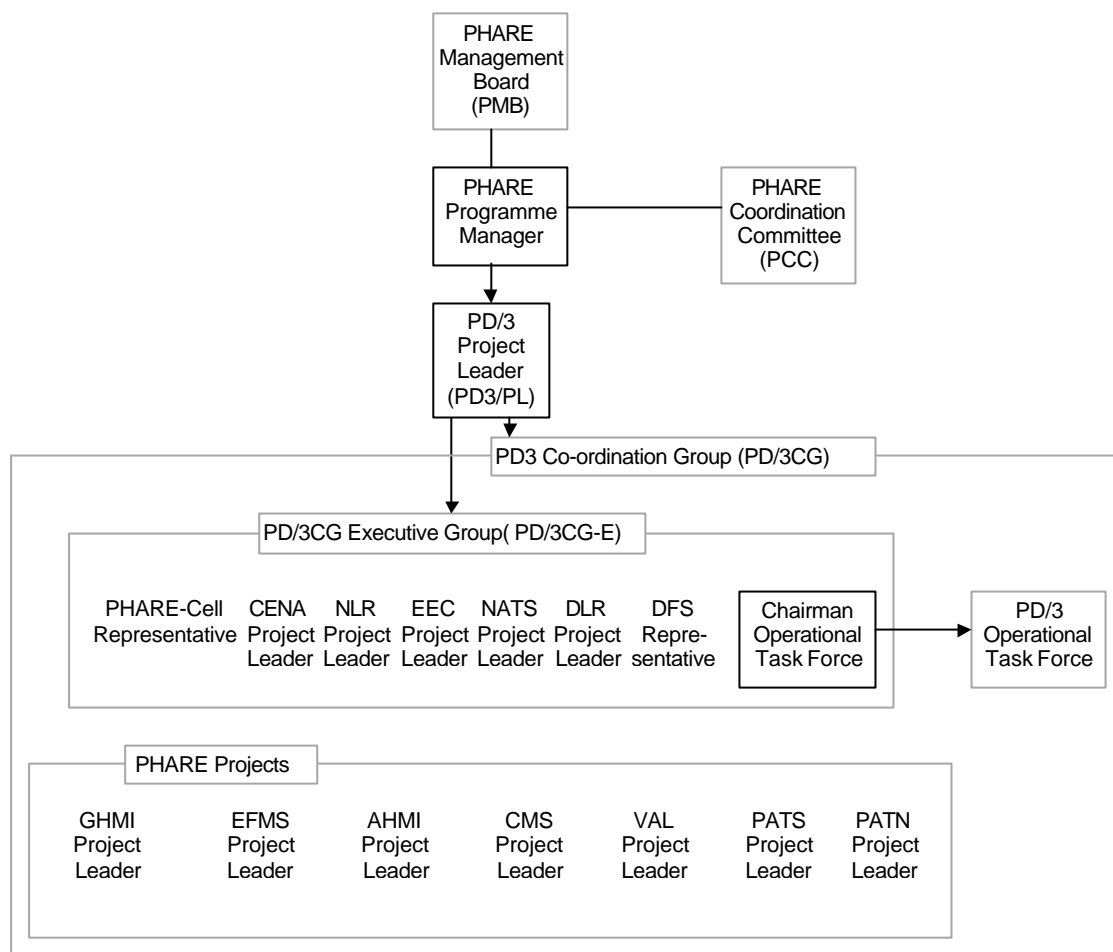 PHARE
Management
Board
(PMB)
PHARE
Programme
Manager
PHARE
Coordination
Committee
(PCC)
PD/3
Project
Leader
(PD3/PL)
PD3 Co-ordination Group (PD/3CG)
PD/3CG Executive Group( PD/3CG-E)
PHARE-Cell
Representative
CENA
Project
Leader
NLR
Project
Leader
EEC
Project
Leader
NATS
Project
Leader
DLR
Project
Leader
DFS
Repre-
sentative
Chairman
Operational
Task Force
PD/3
Operational
Task Force
PHARE Projects
GHMI
Project
Leader
EFMS
Project
Leader
AHMI
Project
Leader
CMS
Project
Leader
VAL
Project
Leader
PATS
Project
Leader
PATN
Project
Leader